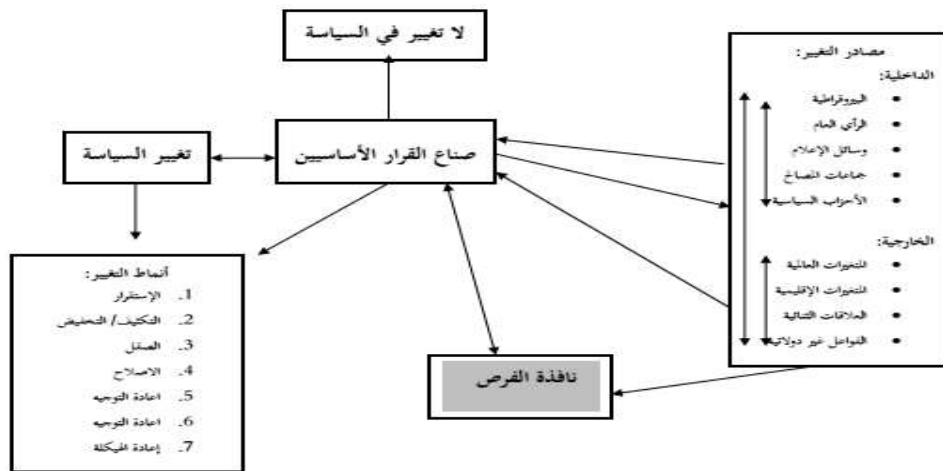 لا تغيير في السياسة
صناع القرار الأساسيين
تغيير السياسة
مصادر التغيير:
الداخلية:
• البيروقراطية
• الرأي العام
• وسائل الإعلام
• جماعات المصالح
• الأحزاب السياسية
الخارجية:
• المتغيرات العالمية
• المتغيرات الإقليمية
• العلاقات الثنائية
• الفواعل غير دولاتية
أنماط التغيير:
1. الإستقرار
2. التكثيف/ التخفيض
3. الصقل
4. الاصلاح
5. اعادة التوجيه
6. اعادة التوجيه
7. إعادة الهيكلة
نافذة الفرص